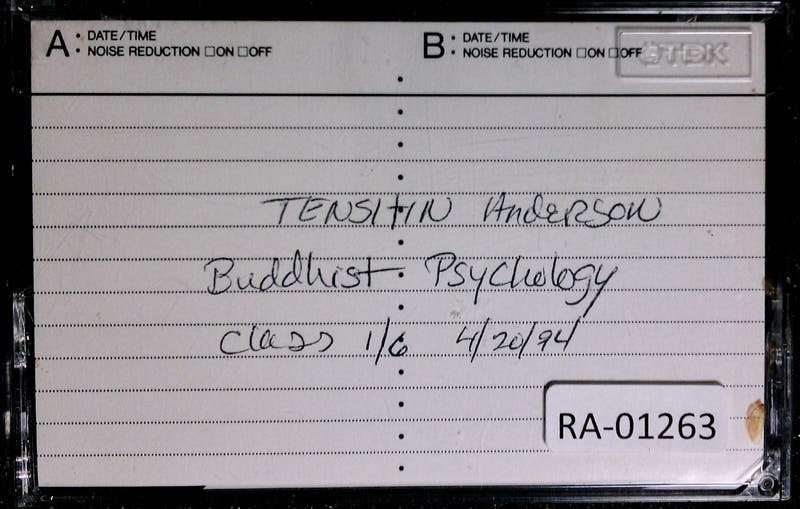 A • DATE/TIME
• NOISE REDUCTION □ON □OFF
B • DATE/TIME
• NOISE REDUCTION □ON □OFF
TDK
TENSHIN Anderson
Buddhist Psychology
Class 1/6 4/20/94
RA-01263